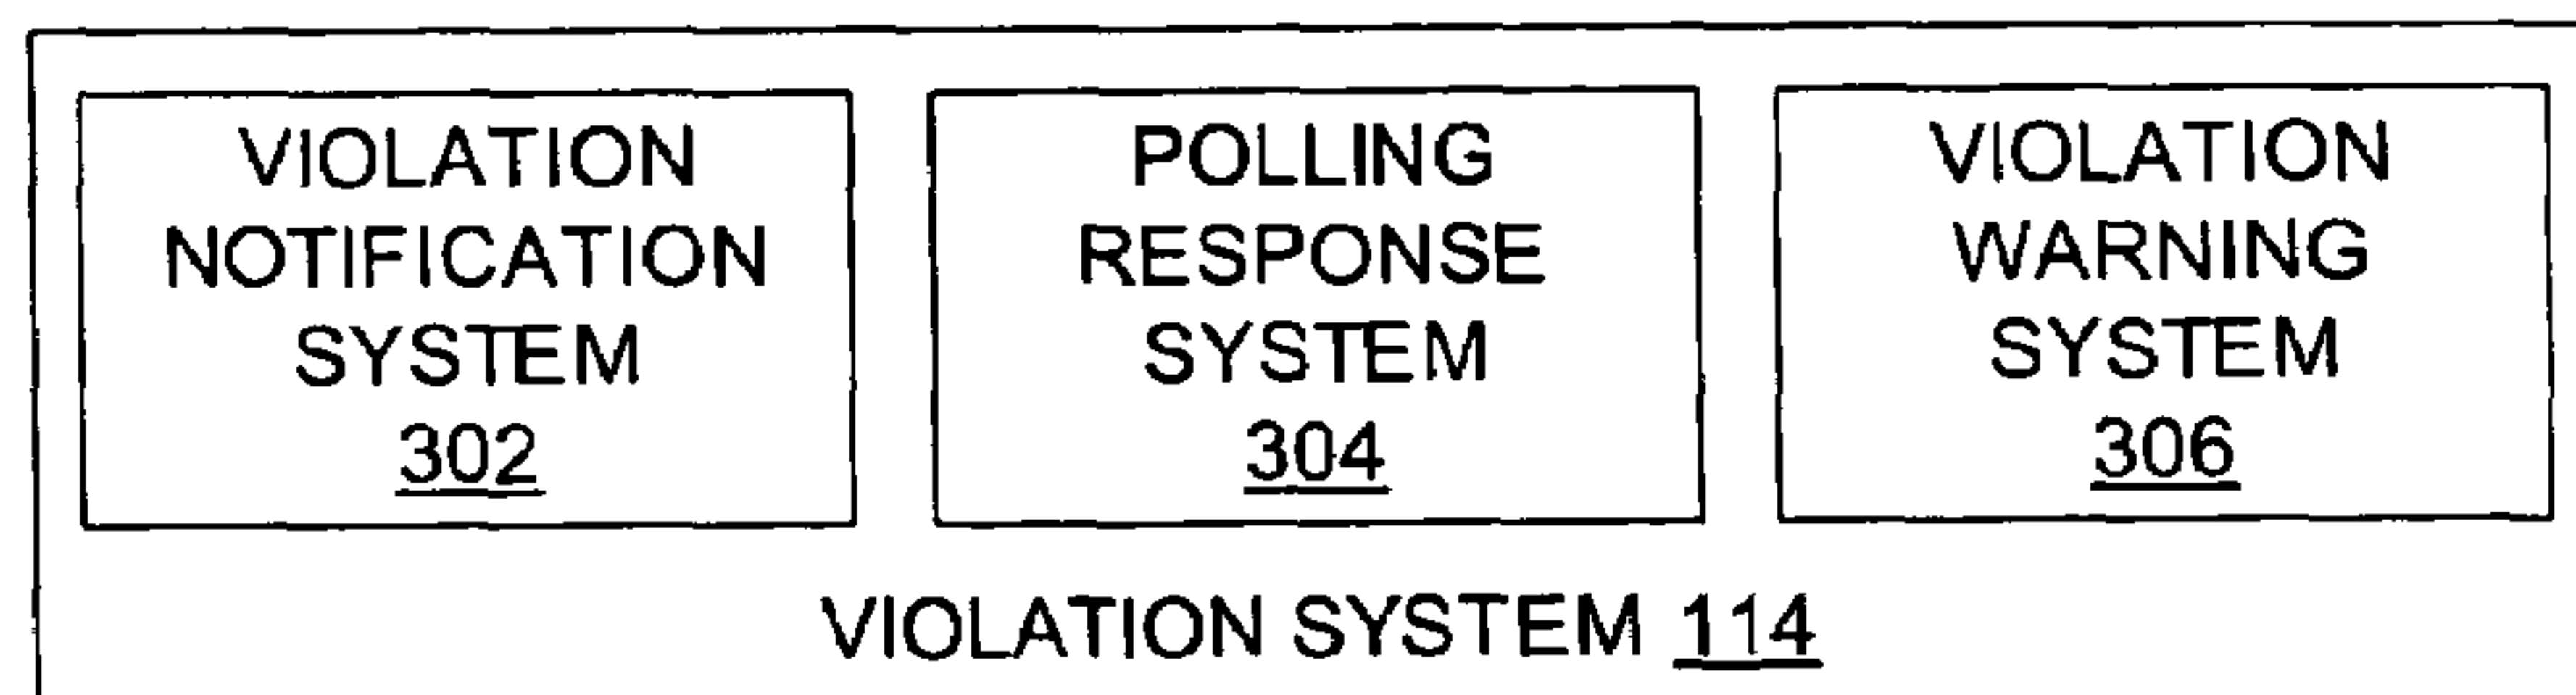 VIOLATION
NOTIFICATION
SYSTEM
302
POLLING
RESPONSE
SYSTEM
304
VIOLATION
WARNING
SYSTEM
306
VIOLATION SYSTEM 114